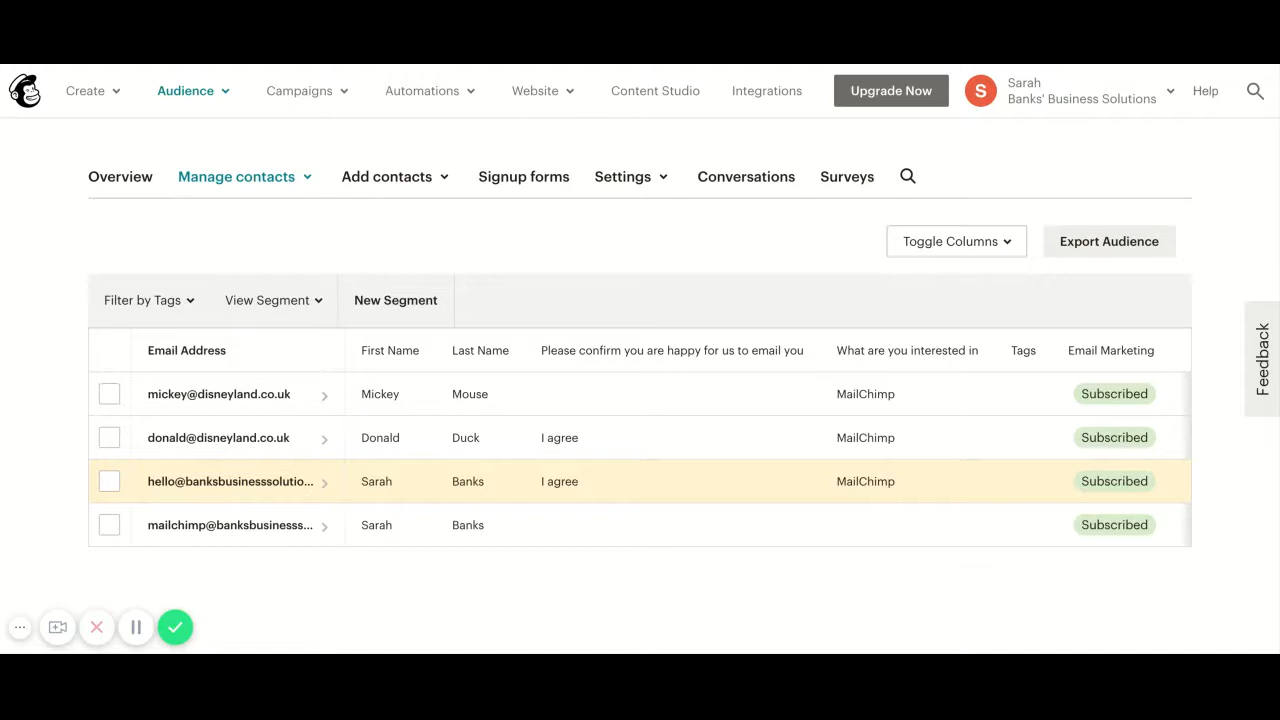 Create Audience Campaigns Automations Website Content Studio Integrations Upgrade Now S Sarah Banks' Business Solutions Help
Overview Manage contacts Add contacts Signup forms Settings Conversations Surveys
Toggle Columns Export Audience
Filter by Tags View Segment New Segment
Email Address First Name Last Name Please confirm you are happy for us to email you What are you interested in Tags Email Marketing
mickey@disneyland.co.uk Mickey Mouse MailChimp Subscribed
donald@disneyland.co.uk Donald Duck I agree MailChimp Subscribed
hello@banksbusinesssolutio... Sarah Banks I agree MailChimp Subscribed
mailchimp@banksbusinesss... Sarah Banks Subscribed
Feedback